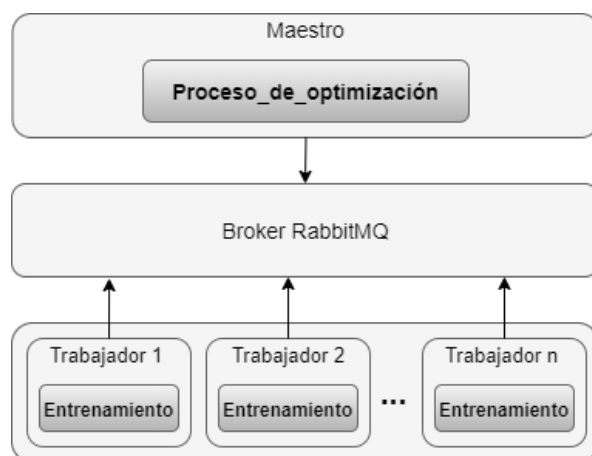 Maestro
Proceso_de_optimización
Broker RabbitMQ
Trabajador 1
Trabajador 2
Trabajador n
Entrenamiento
Entrenamiento
...
Entrenamiento